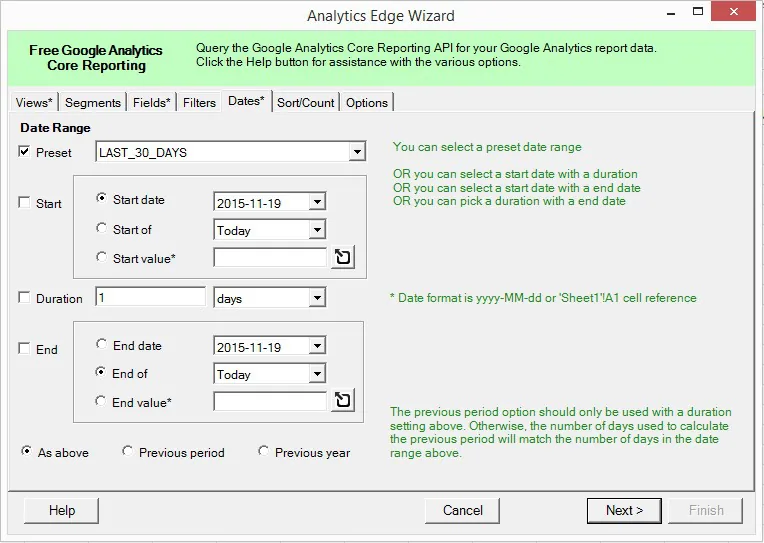 Analytics Edge Wizard
Free Google Analytics
Core Reporting
Query the Google Analytics Core Reporting API for your Google Analytics report data.
Click the Help button for assistance with the various options.
Views* Segments Fields* Filters Dates* Sort/Count Options
Date Range
Preset LAST_30_DAYS
You can select a preset date range
OR you can select a start date with a duration
OR you can select a start date with a end date
OR you can pick a duration with a end date
Start
Start date 2015-11-19
Start of Today
Start value*
Duration 1 days
* Date format is yyyy-MM-dd or 'Sheet1'!A1 cell reference
End
End date 2015-11-19
End of Today
End value*
The previous period option should only be used with a duration
setting above. Otherwise, the number of days used to calculate
the previous period will match the number of days in the date
range above.
As above Previous period Previous year
Help Cancel Next > Finish